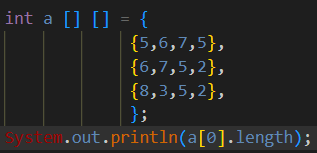 int a [] [] = {
{5,6,7,5},
{6,7,5,2},
{8,3,5,2},
};
System.out.println(a[0].length);